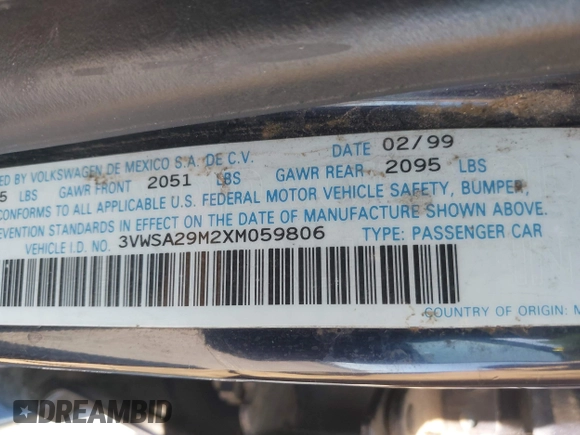 ED BY VOLKSWAGEN DE MEXICO S.A. DE C.V. DATE 02/99
5 LBS GAWR FRONT 2051 LBS GAWR REAR 2095 LBS
CONFORMS TO ALL APPLICABLE U.S. FEDERAL MOTOR VEHICLE SAFETY, BUMPER,
EVENTION STANDARDS IN EFFECT ON THE DATE OF MANUFACTURE SHOWN ABOVE.
VEHICLE I.D. NO. 3VWSA29M2XM059806 TYPE: PASSENGER CAR
COUNTRY OF ORIGIN: M
DREAMBID